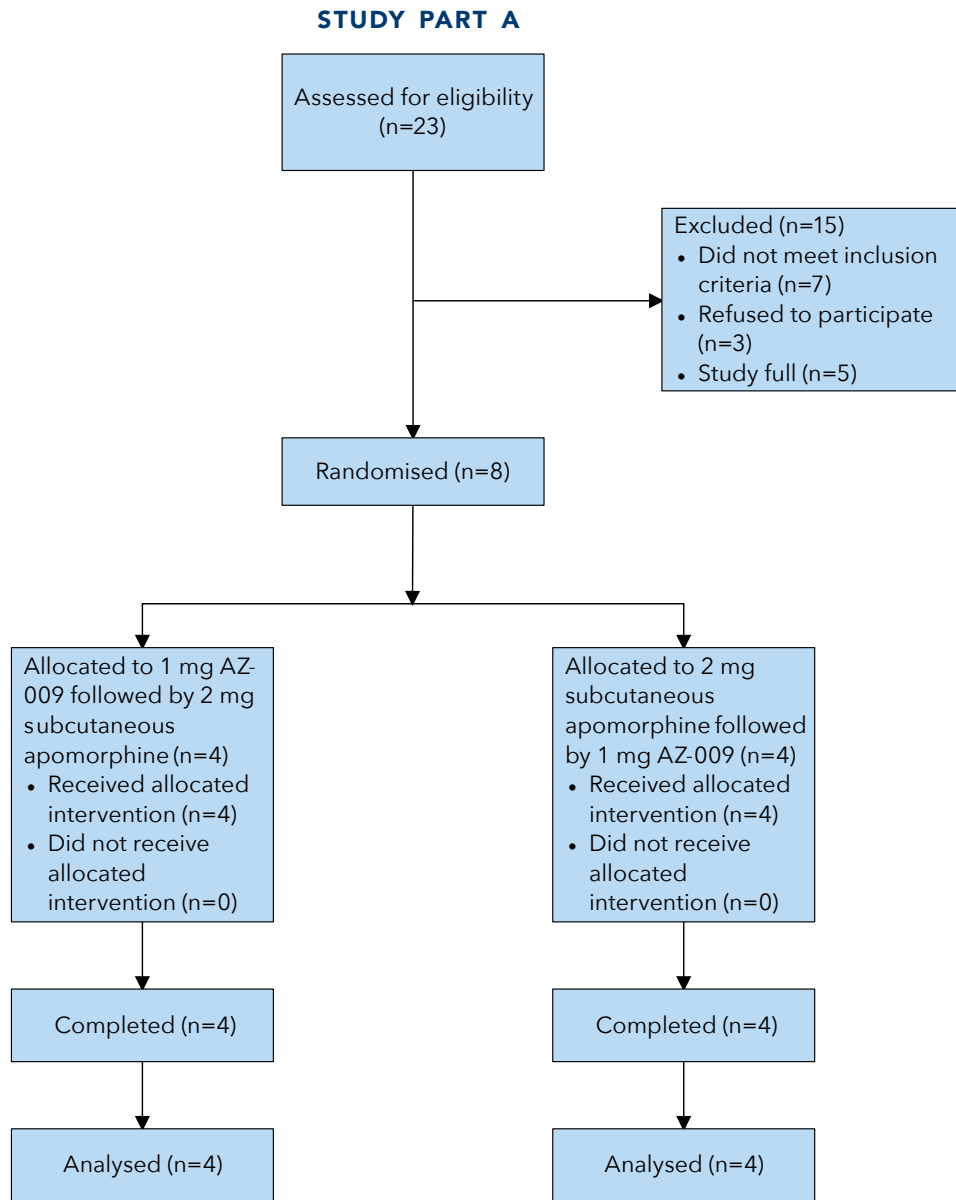 STUDY PART A
Assessed for eligibility
(n=23)
Excluded (n=15)
• Did not meet inclusion
criteria (n=7)
• Refused to participate
(n=3)
• Study full (n=5)
Randomised (n=8)
Allocated to 1 mg AZ-
009 followed by 2 mg
subcutaneous
apomorphine (n=4)
• Received allocated
intervention (n=4)
• Did not receive
allocated
intervention (n=0)
Allocated to 2 mg
subcutaneous
apomorphine followed
by 1 mg AZ-009 (n=4)
• Received allocated
intervention (n=4)
• Did not receive
allocated
intervention (n=0)
Completed (n=4)
Completed (n=4)
Analysed (n=4)
Analysed (n=4)